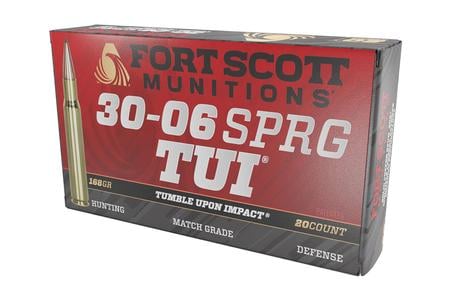 FORT SCOTT
MUNITIONS®
30-06 SPRG
TUI®
168GR
TUMBLE UPON IMPACT®
20COUNT
HUNTING
MATCH GRADE
DEFENSE